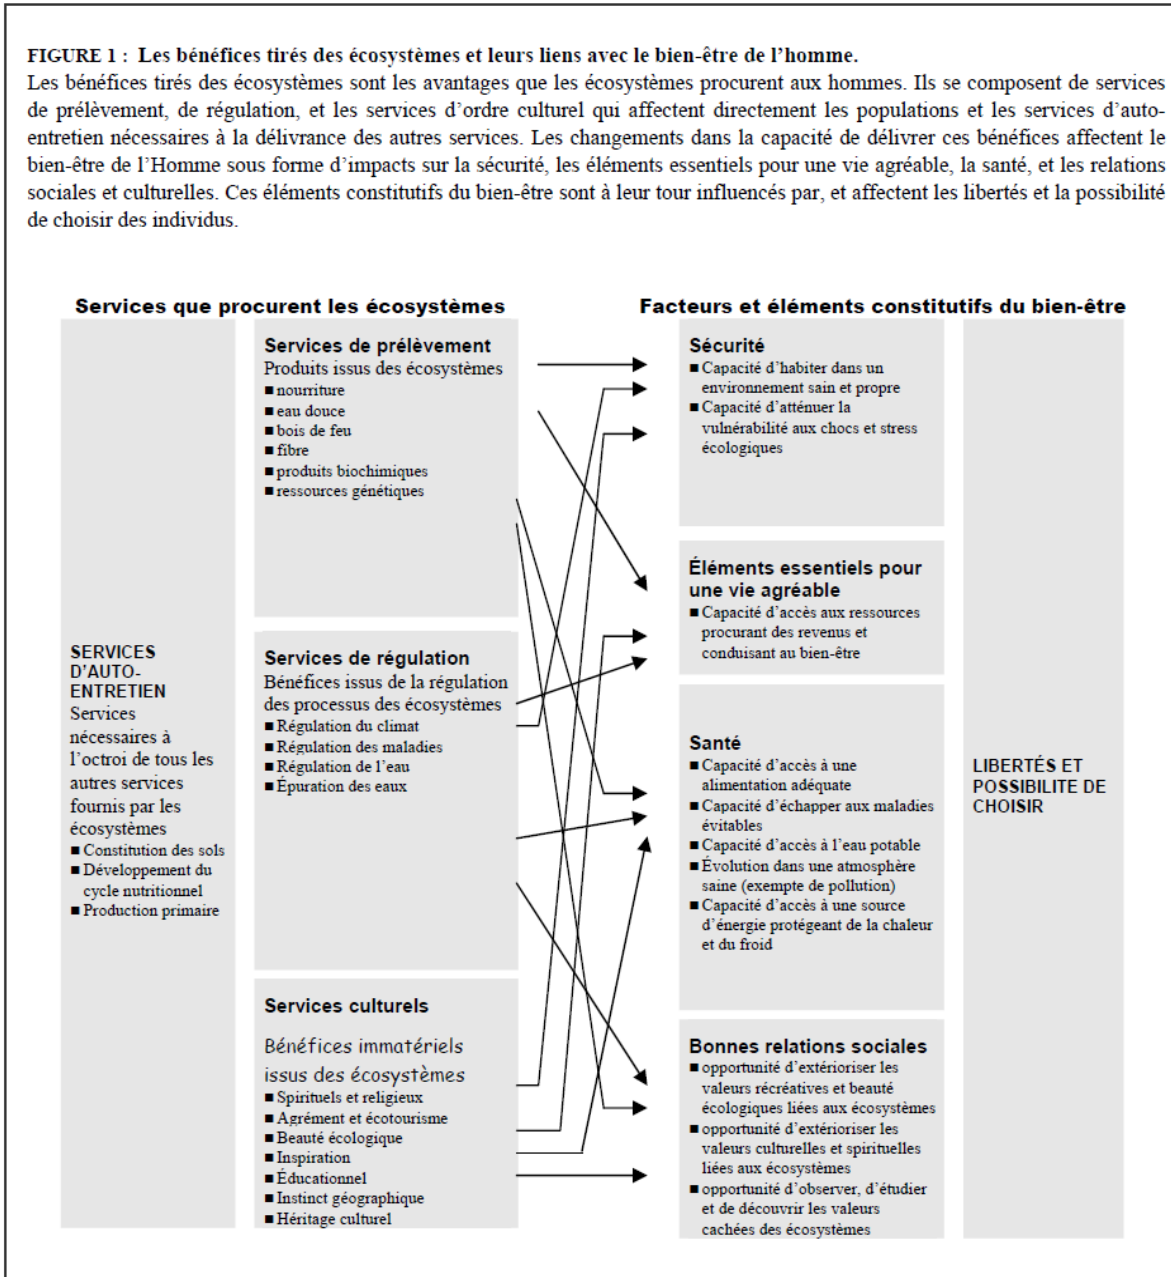 FIGURE 1 : Les bénéfices tirés des écosystèmes et leurs liens avec le bien-être de l’homme.
Les bénéfices tirés des écosystèmes sont les avantages que les écosystèmes procurent aux hommes. Ils se composent de services
de prélèvement, de régulation, et les services d’ordre culturel qui affectent directement les populations et les services d’auto-
entretien nécessaires à la délivrance des autres services. Les changements dans la capacité de délivrer ces bénéfices affectent le
bien-être de l’Homme sous forme d’impacts sur la sécurité, les éléments essentiels pour une vie agréable, la santé, et les relations
sociales et culturelles. Ces éléments constitutifs du bien-être sont à leur tour influencés par, et affectent les libertés et la possibilité
de choisir des individus.
Services que procurent les écosystèmes
SERVICES
D’AUTO-
ENTRETIEN
Services
nécessaires à
l’octroi de tous les
autres services
fournis par les
écosystèmes
■ Constitution des sols
■ Développement du
cycle nutritionnel
■ Production primaire
Services de prélèvement
Produits issus des écosystèmes
■ nourriture
■ eau douce
■ bois de feu
■ fibre
■ produits biochimiques
■ ressources génétiques
Services de régulation
Bénéfices issus de la régulation
des processus des écosystèmes
■ Régulation du climat
■ Régulation des maladies
■ Régulation de l’eau
■ Épuration des eaux
Services culturels
Bénéfices immatériels
issus des écosystèmes
■ Spirituels et religieux
■ Agrément et écotourisme
■ Beauté écologique
■ Inspiration
■ Éducationnel
■ Instinct géographique
■ Héritage culturel
Facteurs et éléments constitutifs du bien-être
Sécurité
■ Capacité d’habiter dans un
environnement sain et propre
■ Capacité d’atténuer la
vulnérabilité aux chocs et stress
écologiques
Éléments essentiels pour
une vie agréable
■ Capacité d’accès aux ressources
procurant des revenus et
conduisant au bien-être
Santé
■ Capacité d’accès à une
alimentation adéquate
■ Capacité d’échapper aux maladies
évitables
■ Capacité d’accès à l’eau potable
■ Évolution dans une atmosphère
saine (exempte de pollution)
■ Capacité d’accès à une source
d’énergie protégeant de la chaleur
et du froid
Bonnes relations sociales
■ opportunité d’extérioriser les
valeurs récréatives et beauté
écologiques liées aux écosystèmes
■ opportunité d’extérioriser les
valeurs culturelles et spirituelles
liées aux écosystèmes
■ opportunité d’observer, d’étudier
et de découvrir les valeurs
cachées des écosystèmes
LIBERTÉS ET
POSSIBILITE DE
CHOISIR